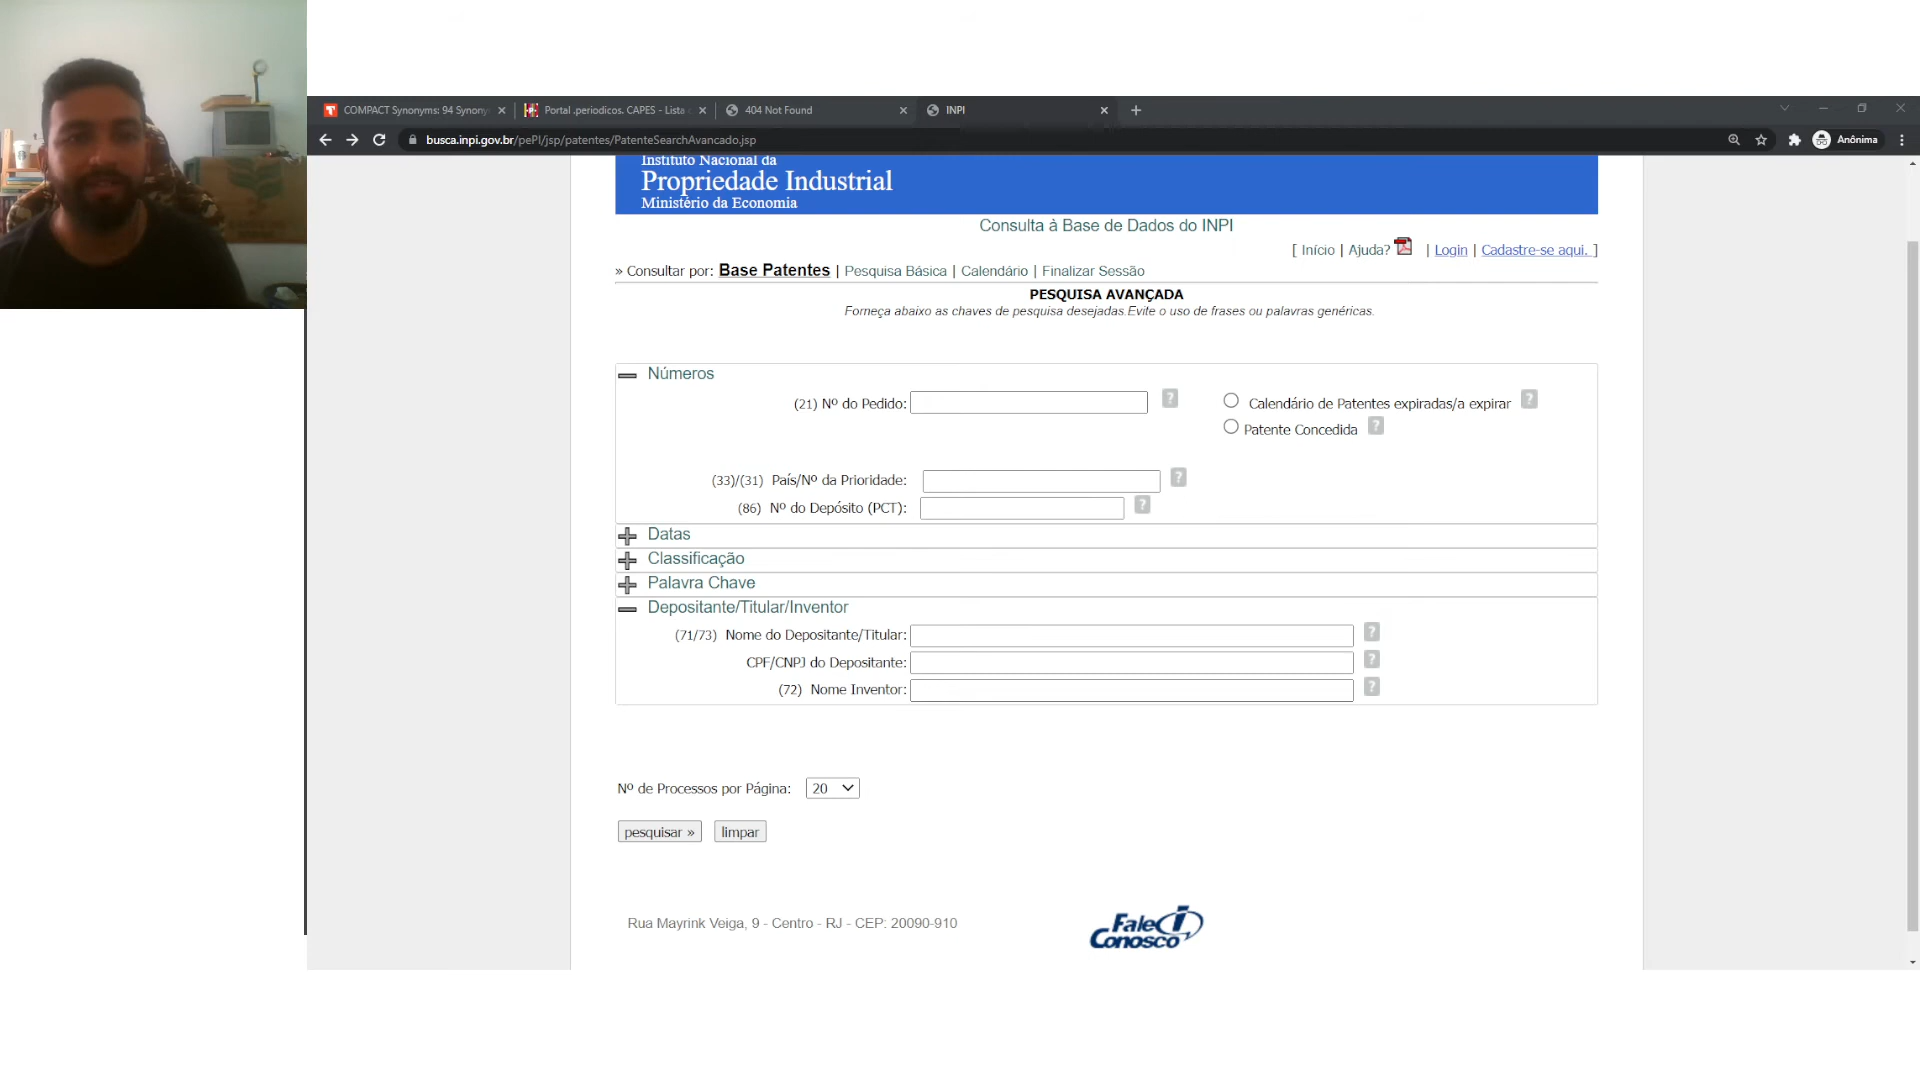 COMPACT Synonyms: 94 Synony
Portal .periodicos. CAPES - Lista
404 Not Found
INPI
busca.inpi.gov.br/pePI/jsp/patentes/PatenteSearchAvancado.jsp
Anônima
Instituto Nacional da
Propriedade Industrial
Ministério da Economia
Consulta à Base de Dados do INPI
[ Início | Ajuda? | Login | Cadastre-se aqui. ]
» Consultar por: Base Patentes | Pesquisa Básica | Calendário | Finalizar Sessão
PESQUISA AVANÇADA
Forneça abaixo as chaves de pesquisa desejadas.Evite o uso de frases ou palavras genéricas.
Números
(21) Nº do Pedido: ? Calendário de Patentes expiradas/a expirar ?
Patente Concedida ?
(33)/(31) País/Nº da Prioridade: ?
(86) Nº do Depósito (PCT): ?
Datas
Classificação
Palavra Chave
Depositante/Titular/Inventor
(71/73) Nome do Depositante/Titular: ?
CPF/CNPJ do Depositante: ?
(72) Nome Inventor: ?
Nº de Processos por Página: 20
pesquisar » limpar
Rua Mayrink Veiga, 9 - Centro - RJ - CEP: 20090-910
Fale
Conosco